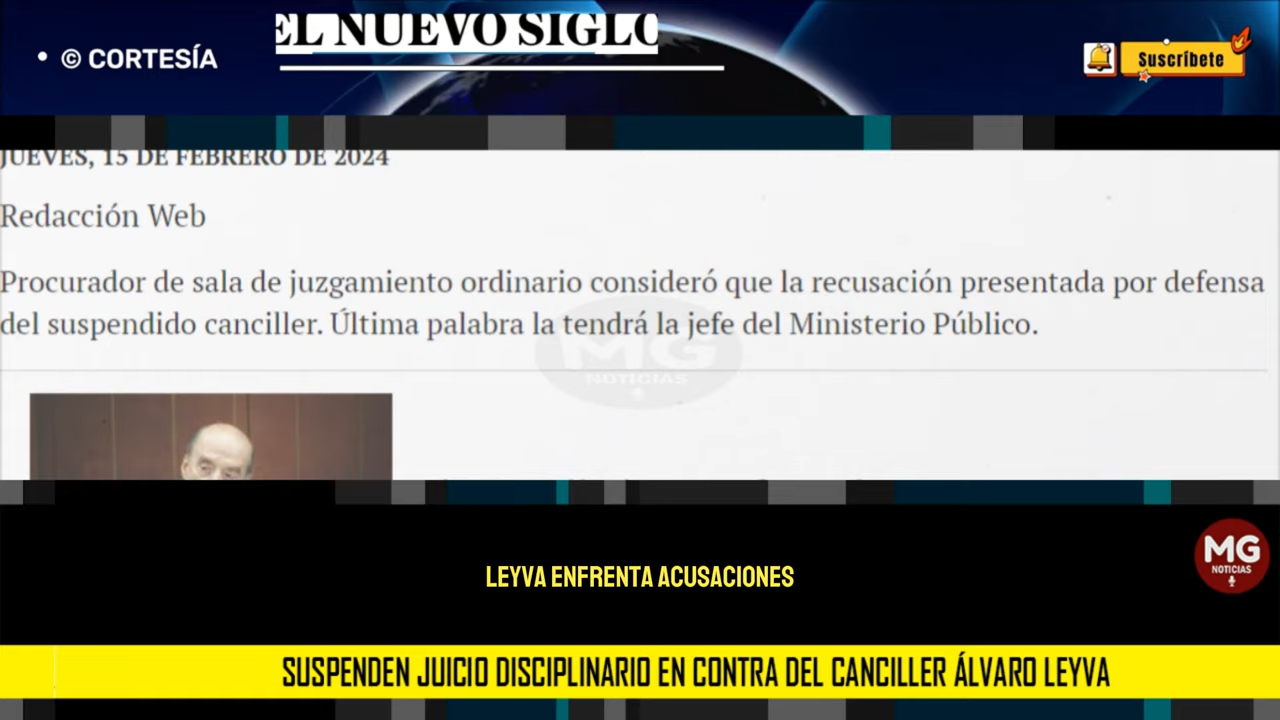 © CORTESÍA
EL NUEVO SIGLO
Suscríbete
JUEVES, 15 DE FEBRERO DE 2024
Redacción Web
Procurador de sala de juzgamiento ordinario consideró que la recusación presentada por defensa
del suspendido canciller. Última palabra la tendrá la jefe del Ministerio Público.
MG
NOTICIAS
LEYVA ENFRENTA ACUSACIONES
MG
NOTICIAS
SUSPENDEN JUICIO DISCIPLINARIO EN CONTRA DEL CANCILLER ÁLVARO LEYVA